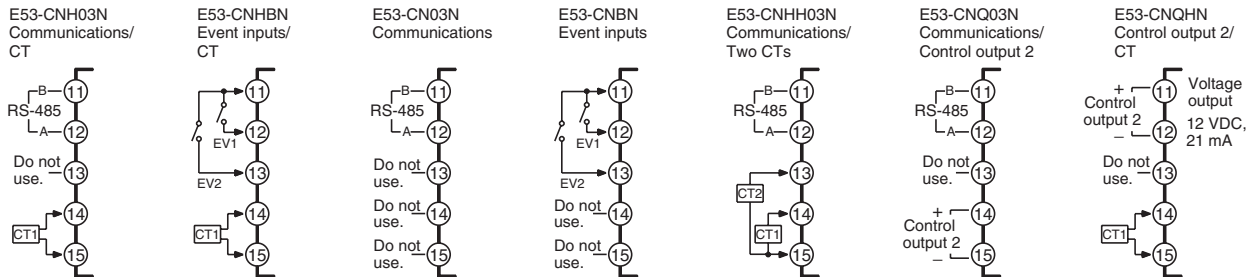 E53-CNH03N
Communications/
CT
B
11
RS-485
A
12
Do not
use.
13
14
CT1
15
E53-CNHBN
Event inputs/
CT
11
12
EV1
13
EV2
14
CT1
15
E53-CN03N
Communications
B
11
RS-485
A
12
Do not
use.
13
Do not
use.
14
Do not
use.
15
E53-CNBN
Event inputs
11
12
EV1
13
EV2
Do not
use.
14
Do not
use.
15
E53-CNHH03N
Communications/
Two CTs
B
11
RS-485
A
12
13
CT2
14
CT1
15
E53-CNQ03N
Communications/
Control output 2
B
11
RS-485
A
12
Do not
use.
13
+
14
Control
output 2
–
15
E53-CNQHN
Control output 2/
CT
+
11
Control
output 2
–
12
Voltage
output
12 VDC,
21 mA
Do not
use.
13
14
CT1
15